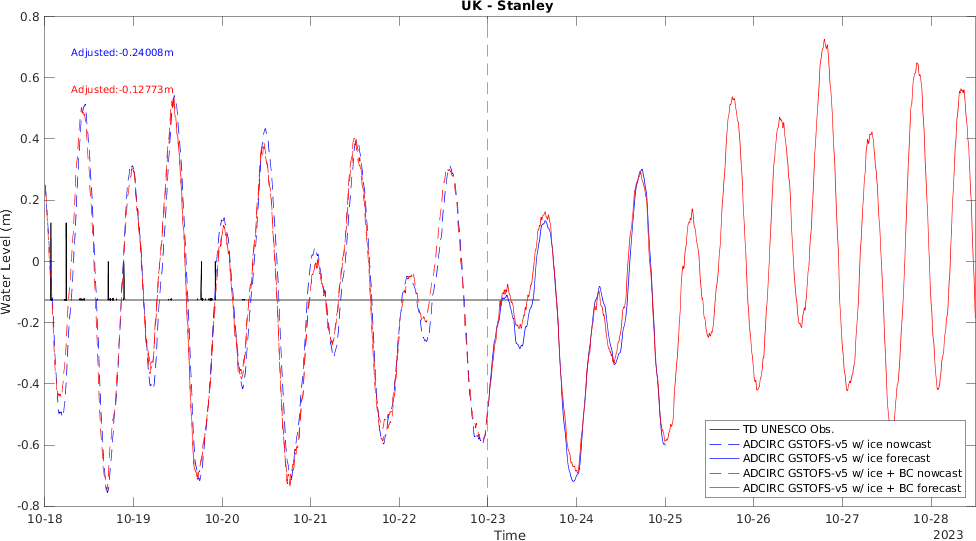 UK - Stanley
Adjusted:-0.24008m
Adjusted:-0.12773m
Water Level (m)
0.8
0.6
0.4
0.2
0
-0.2
-0.4
-0.6
-0.8
TD UNESCO Obs.
ADCIRC GSTOFS-v5 w/ ice nowcast
ADCIRC GSTOFS-v5 w/ ice forecast
ADCIRC GSTOFS-v5 w/ ice + BC nowcast
ADCIRC GSTOFS-v5 w/ ice + BC forecast
10-18 10-19 10-20 10-21 10-22 10-23 10-24 10-25 10-26 10-27 10-28
Time
2023